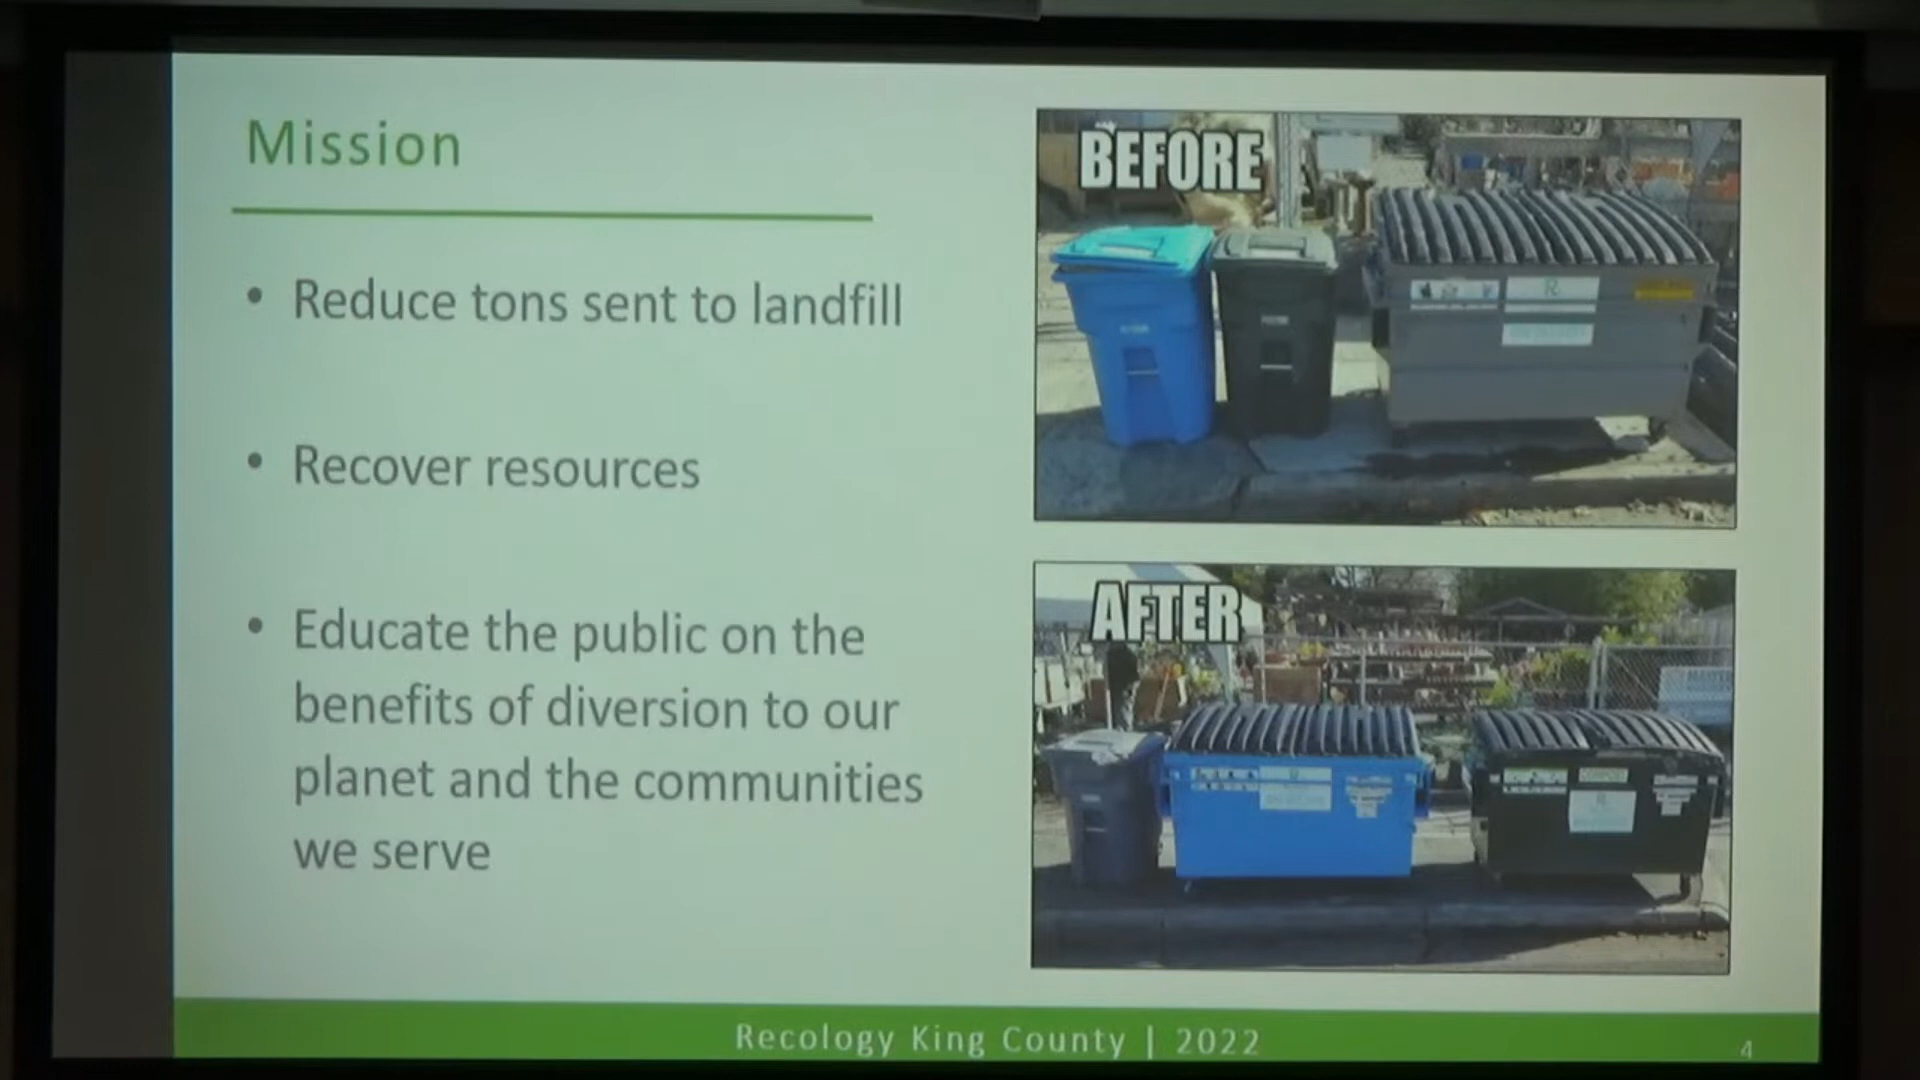 Mission
• Reduce tons sent to landfill
• Recover resources
• Educate the public on the
benefits of diversion to our
planet and the communities
we serve
BEFORE
AFTER
Recology King County | 2022
4